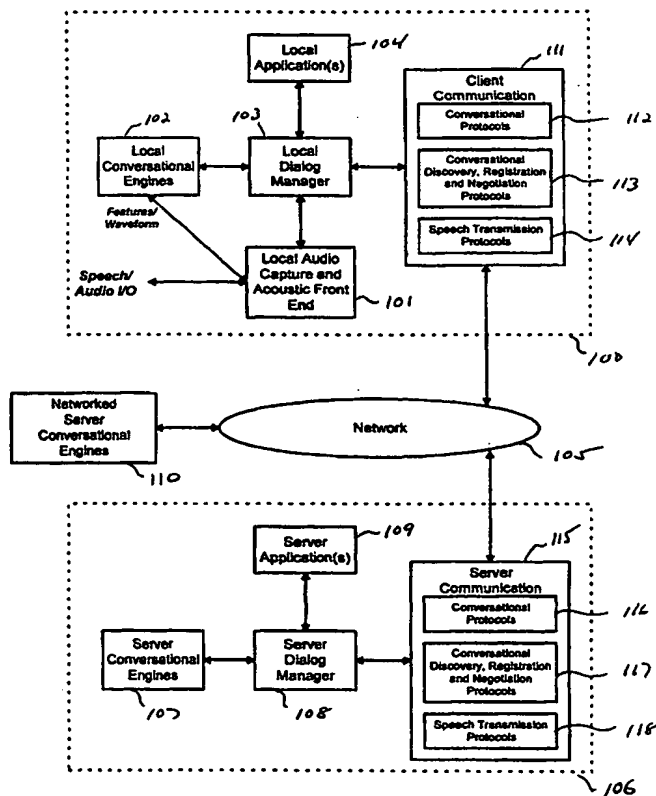 104
Local
Application(s)
111
Client
Communication
Conversational
Protocols
112
102
Local
Conversational
Engines
103
Local
Dialog
Manager
Conversational
Discovery, Registration
and Negotiation
Protocols
113
Features/
Waveform
Speech Transmission
Protocols
114
Speech/
Audio I/O
Local Audio
Capture and
Acoustic Front
End
101
100
Networked
Server
Conversational
Engines
110
Network
105
109
Server
Application(s)
115
Server
Communication
Conversational
Protocols
116
Server
Conversational
Engines
107
Server
Dialog
Manager
108
Conversational
Discovery, Registration
and Negotiation
Protocols
117
Speech Transmission
Protocols
118
106